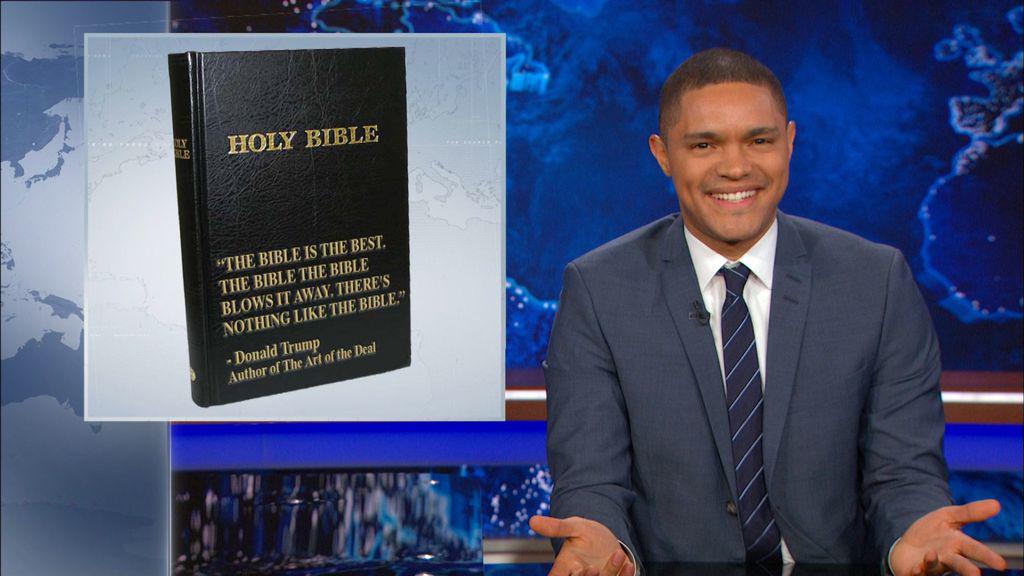 HOLY BIBLE
"THE BIBLE IS THE BEST.
THE BIBLE THE BIBLE
BLOWS IT AWAY. THERE'S
NOTHING LIKE THE BIBLE."
- Donald Trump
Author of The Art of the Deal